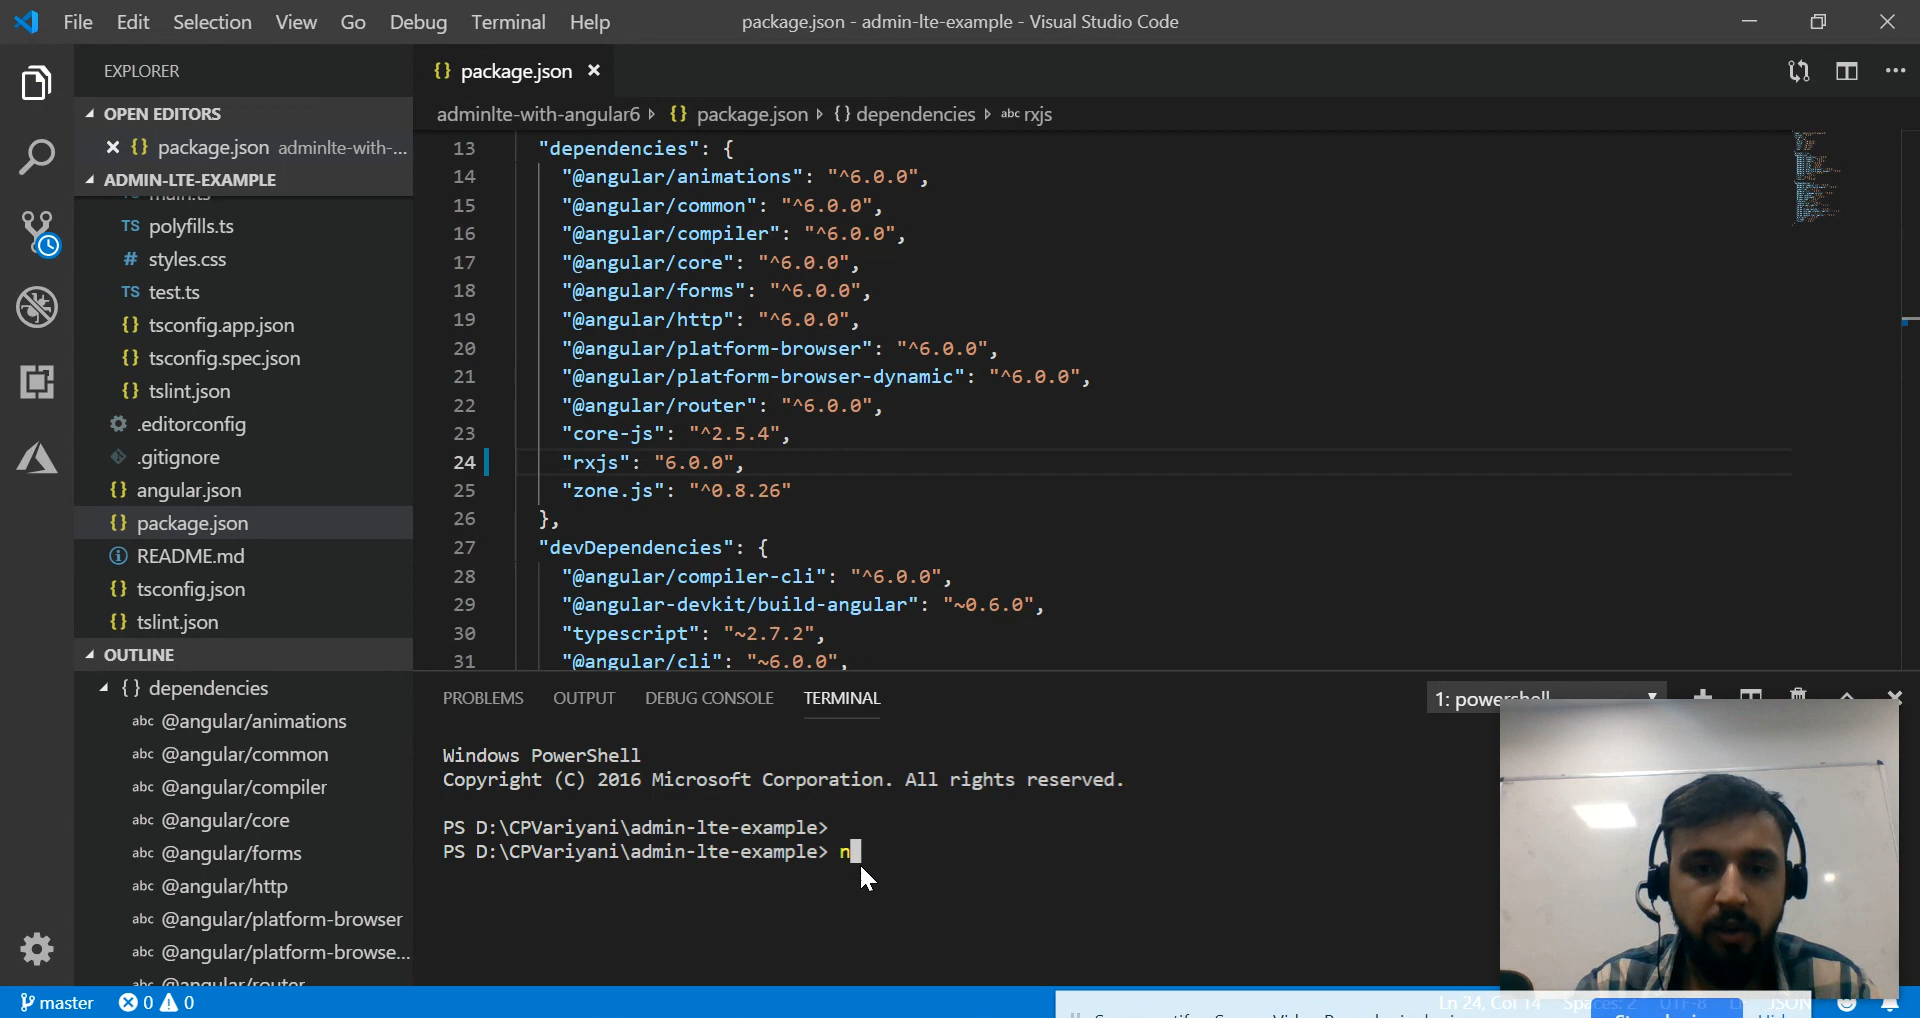 File Edit Selection View Go Debug Terminal Help
package.json - admin-lte-example - Visual Studio Code
EXPLORER
OPEN EDITORS
package.json adminlte-with-...
ADMIN-LTE-EXAMPLE
main.ts
TS polyfills.ts
# styles.css
TS test.ts
{} tsconfig.app.json
{} tsconfig.spec.json
{} tslint.json
.editorconfig
.gitignore
{} angular.json
{} package.json
README.md
{} tsconfig.json
{} tslint.json
OUTLINE
{} dependencies
abc @angular/animations
abc @angular/common
abc @angular/compiler
abc @angular/core
abc @angular/forms
abc @angular/http
abc @angular/platform-browser
abc @angular/platform-browse...
abc @angular/router
{} package.json
adminlte-with-angular6 {} package.json {} dependencies abc rxjs
13 "dependencies": {
14 "@angular/animations": "^6.0.0",
15 "@angular/common": "^6.0.0",
16 "@angular/compiler": "^6.0.0",
17 "@angular/core": "^6.0.0",
18 "@angular/forms": "^6.0.0",
19 "@angular/http": "^6.0.0",
20 "@angular/platform-browser": "^6.0.0",
21 "@angular/platform-browser-dynamic": "^6.0.0",
22 "@angular/router": "^6.0.0",
23 "core-js": "^2.5.4",
24 "rxjs": "6.0.0",
25 "zone.js": "^0.8.26"
26 },
27 "devDependencies": {
28 "@angular/compiler-cli": "^6.0.0",
29 "@angular-devkit/build-angular": "~0.6.0",
30 "typescript": "~2.7.2",
31 "@angular/cli": "~6.0.0",
PROBLEMS OUTPUT DEBUG CONSOLE TERMINAL
1: powershell
Windows PowerShell
Copyright (C) 2016 Microsoft Corporation. All rights reserved.
PS D:\CPVariyani\admin-lte-example>
PS D:\CPVariyani\admin-lte-example> n
master 0 0
Ln 24, Col 14 Spaces: 2 UTF-8 JSON